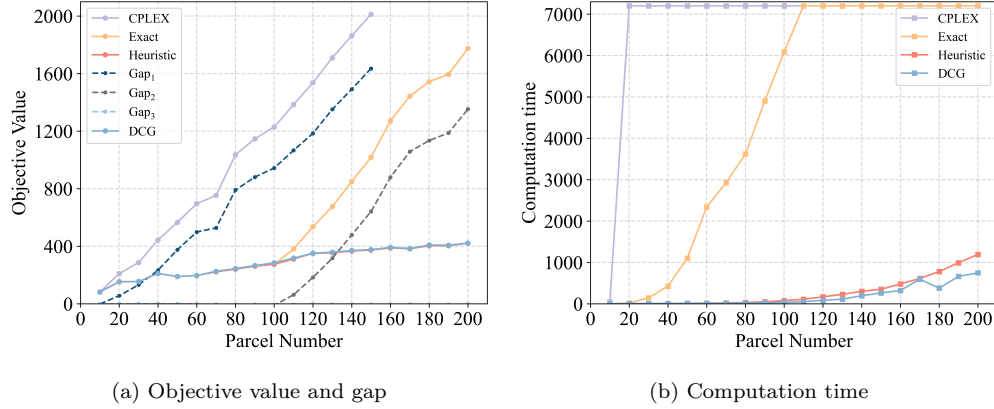 CPLEX
Exact
Heuristic
Gap1
Gap2
Gap3
DCG
Objective Value
2000
1600
1200
800
400
0
0 20 40 60 80 100 120 140 160 180 200
Parcel Number
(a) Objective value and gap
CPLEX
Exact
Heuristic
DCG
Computation time
7000
6000
5000
4000
3000
2000
1000
0
0 20 40 60 80 100 120 140 160 180 200
Parcel Number
(b) Computation time